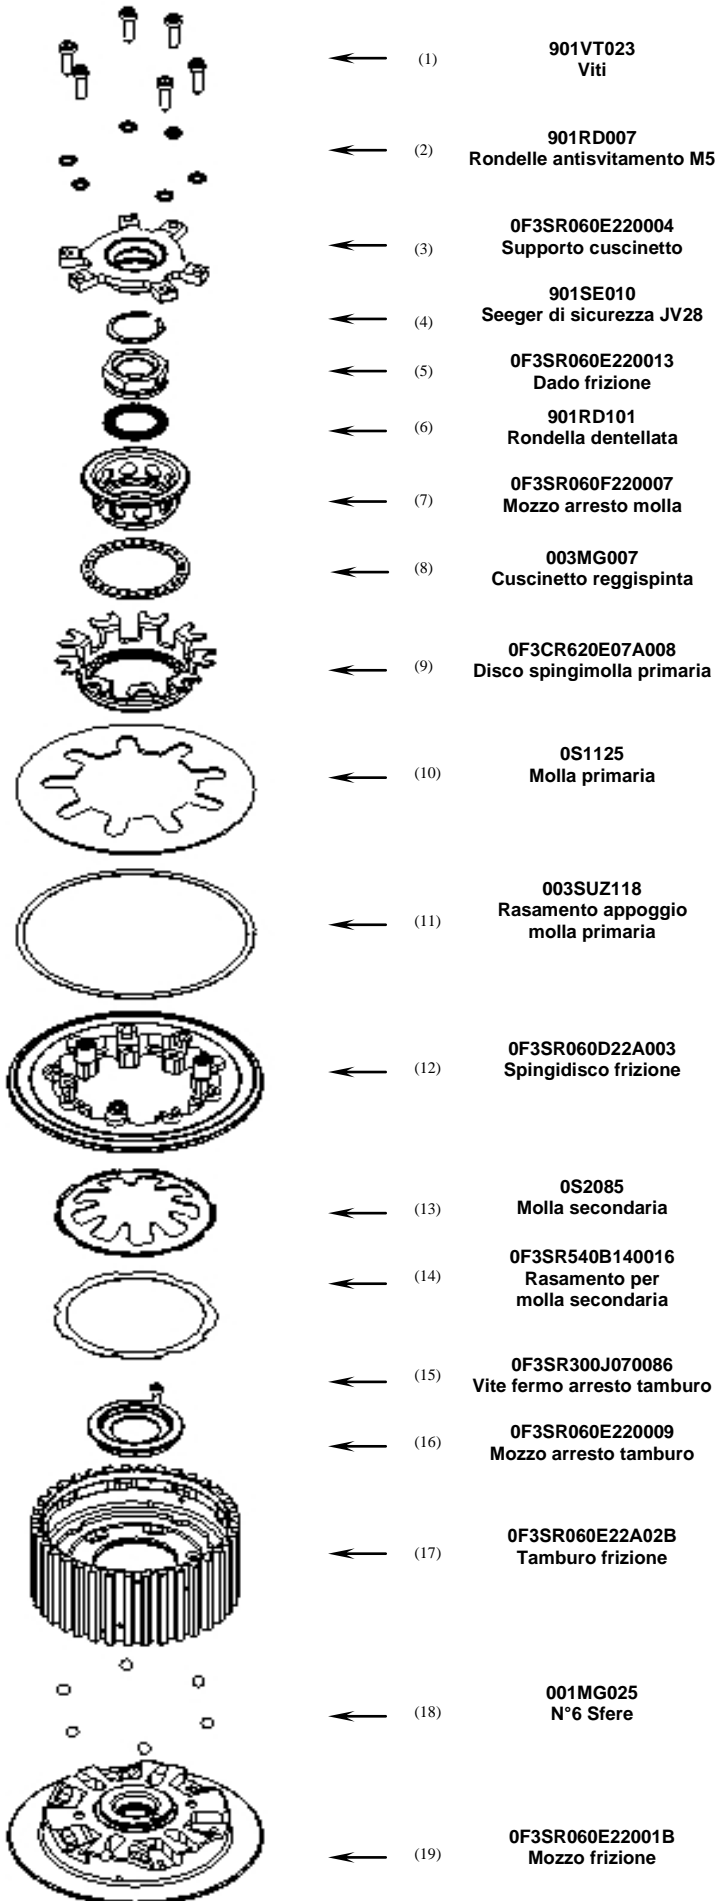 (1) 901VT023
Viti
(2) 901RD007
Rondelle antisvitamento M5
(3) 0F3SR060E220004
Supporto cuscinetto
(4) 901SE010
Seeger di sicurezza JV28
(5) 0F3SR060E220013
Dado frizione
(6) 901RD101
Rondella dentellata
(7) 0F3SR060F220007
Mozzo arresto molla
(8) 003MG007
Cuscinetto reggispinta
(9) 0F3CR620E07A008
Disco spingimolla primaria
(10) 0S1125
Molla primaria
(11) 003SUZ118
Rasamento appoggio
molla primaria
(12) 0F3SR060D22A003
Spingidisco frizione
(13) 0S2085
Molla secondaria
(14) 0F3SR540B140016
Rasamento per
molla secondaria
(15) 0F3SR300J070086
Vite fermo arresto tamburo
(16) 0F3SR060E220009
Mozzo arresto tamburo
(17) 0F3SR060E22A02B
Tamburo frizione
(18) 001MG025
N°6 Sfere
(19) 0F3SR060E22001B
Mozzo frizione